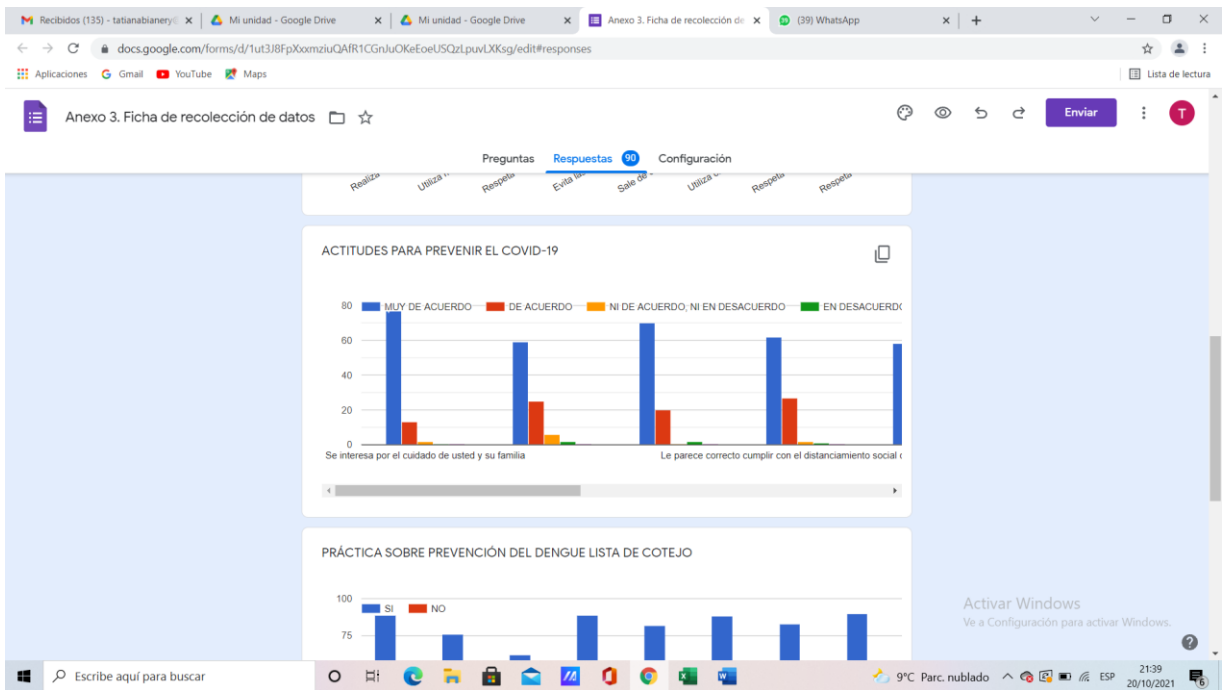 Recibidos (135) - tatianabianery@
Mi unidad - Google Drive
Mi unidad - Google Drive
Anexo 3. Ficha de recolección de
(39) WhatsApp
docs.google.com/forms/d/1ut3J8FpXxxmziuQAfR1CGnJuOKeEoeUSQzLpuvLXKsg/edit#responses
Aplicaciones Gmail YouTube Maps Lista de lectura
Anexo 3. Ficha de recolección de datos
Enviar T
Preguntas Respuestas 90 Configuración
Realiza Utiliza Respeta Evita Sale de Utiliza Respeta Respeta
ACTITUDES PARA PREVENIR EL COVID-19
80 MUY DE ACUERDO DE ACUERDO NI DE ACUERDO, NI EN DESACUERDO EN DESACUERDO
60
40
20
0
Se interesa por el cuidado de usted y su familia Le parece correcto cumplir con el distanciamiento social
PRÁCTICA SOBRE PREVENCIÓN DEL DENGUE LISTA DE COTEJO
100 SI NO
75
Activar Windows
Ve a Configuración para activar Windows.
Escribe aquí para buscar
9°C Parc. nublado ESP
21:39
20/10/2021
6